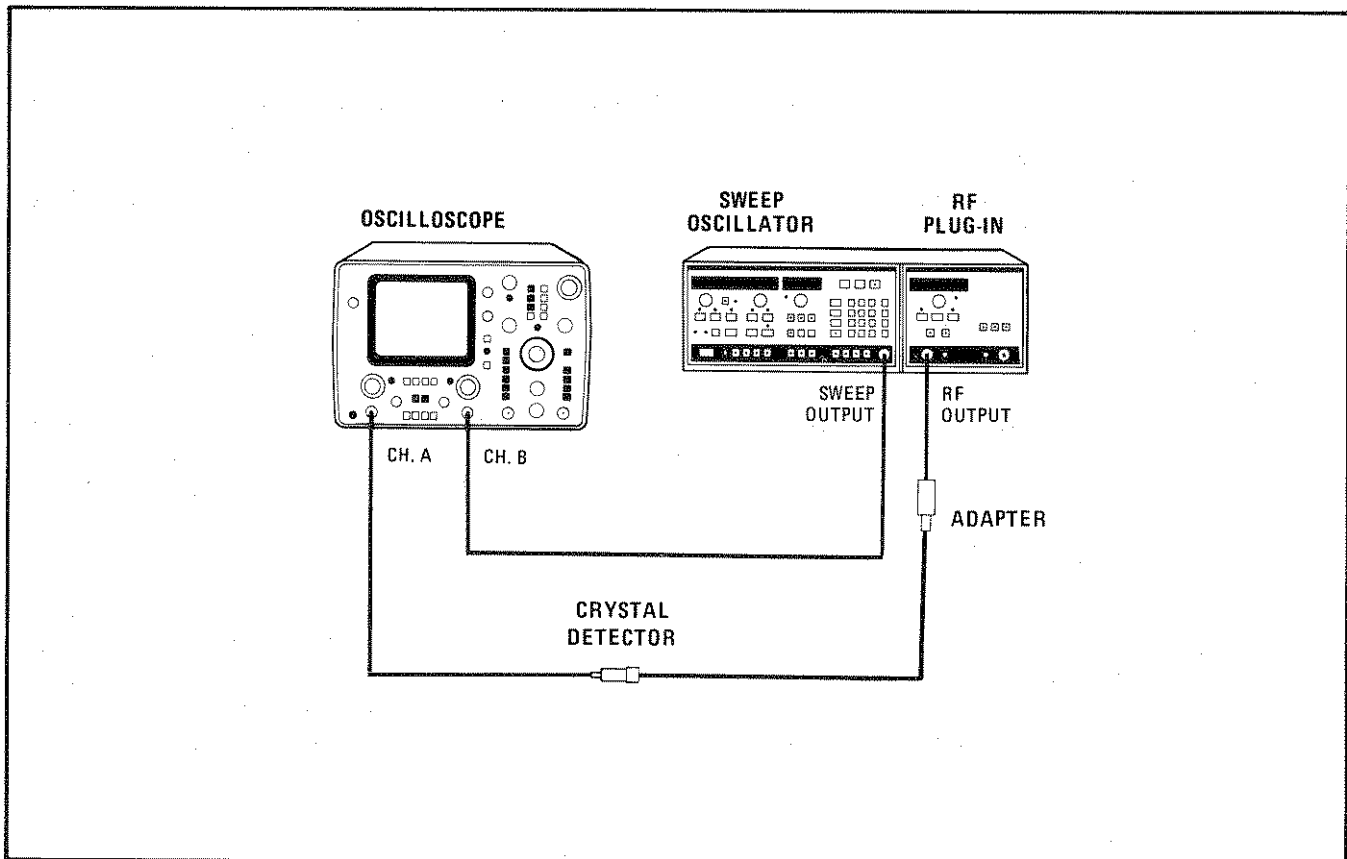 OSCILLOSCOPE
SWEEP
OSCILLATOR
RF
PLUG-IN
CH. A
CH. B
SWEEP
OUTPUT
RF
OUTPUT
ADAPTER
CRYSTAL
DETECTOR